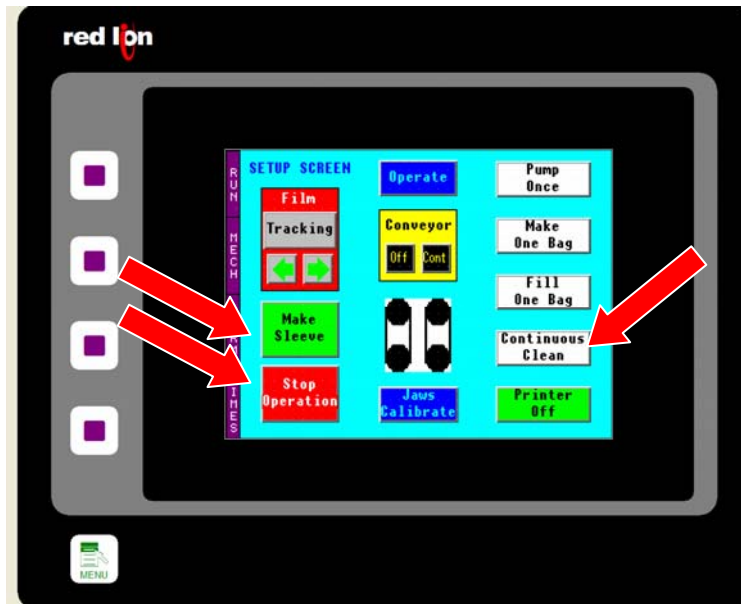 red lion
SETUP SCREEN
RUN
MECH
Film
Tracking
Make
Sleeve
Stop
Operation
Operate
Conveyor
Off Cont
Jaws
Calibrate
Pump
Once
Make
One Bag
Fill
One Bag
Continuous
Clean
Printer
Off
MENU